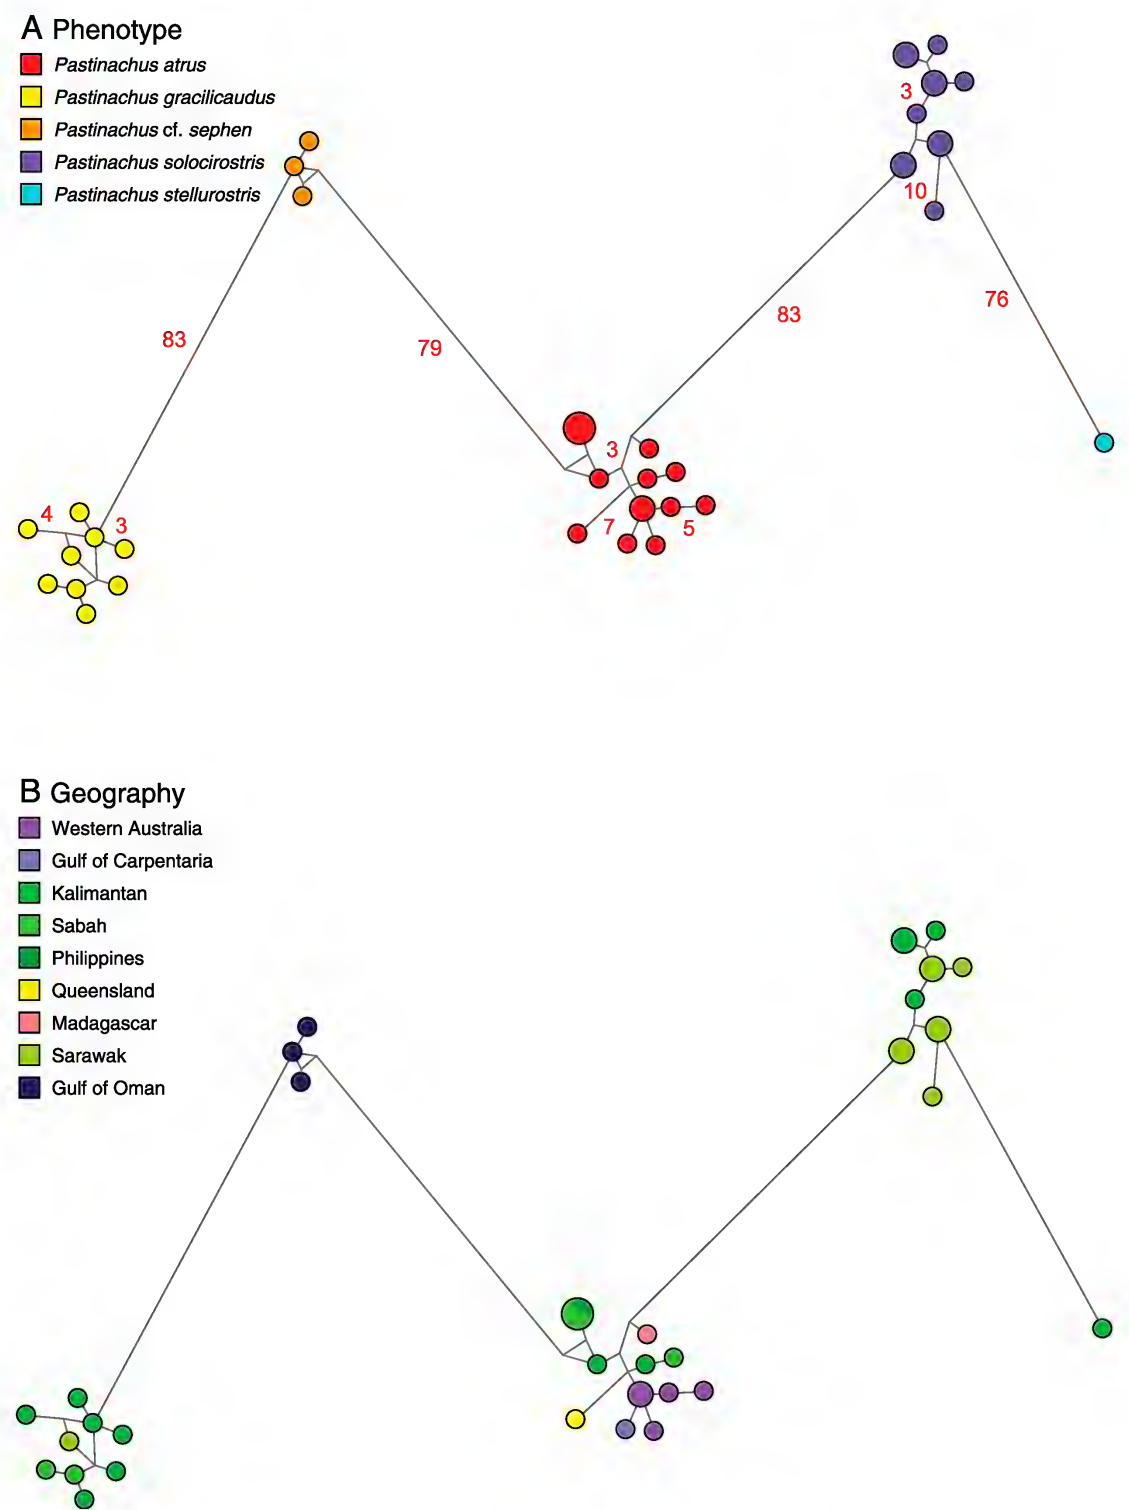 A Phenotype
Pastinachus atrus
Pastinachus gracilicaudus
Pastinachus cf. sephen
Pastinachus solocirostris
Pastinachus stellurostris
3
10
83
79
83
76
3
4
3
7
5
B Geography
Western Australia
Gulf of Carpentaria
Kalimantan
Sabah
Philippines
Queensland
Madagascar
Sarawak
Gulf of Oman